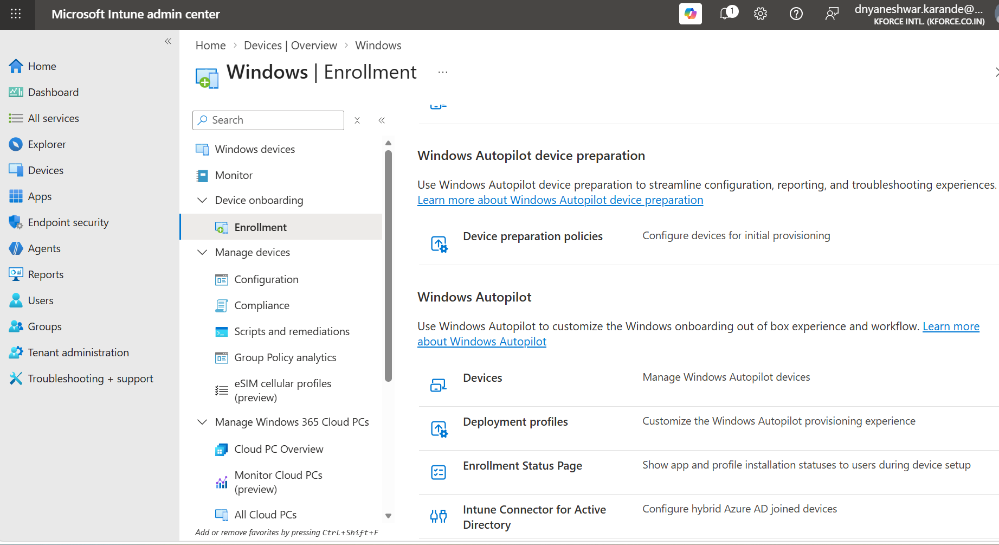 Microsoft Intune admin center
1
dnyaneshwar.karande@...
KFORCE INTL. (KFORCE.CO.IN)
Home
Dashboard
All services
Explorer
Devices
Apps
Endpoint security
Agents
Reports
Users
Groups
Tenant administration
Troubleshooting + support
Home > Devices | Overview > Windows
Windows | Enrollment ...
Search
Windows devices
Monitor
Device onboarding
Enrollment
Manage devices
Configuration
Compliance
Scripts and remediations
Group Policy analytics
eSIM cellular profiles
(preview)
Manage Windows 365 Cloud PCs
Cloud PC Overview
Monitor Cloud PCs
(preview)
All Cloud PCs
Add or remove favorites by pressing Ctrl+Shift+F
Windows Autopilot device preparation
Use Windows Autopilot device preparation to streamline configuration, reporting, and troubleshooting experiences.
Learn more about Windows Autopilot device preparation
Device preparation policies
Configure devices for initial provisioning
Windows Autopilot
Use Windows Autopilot to customize the Windows onboarding out of box experience and workflow. Learn more
about Windows Autopilot
Devices
Manage Windows Autopilot devices
Deployment profiles
Customize the Windows Autopilot provisioning experience
Enrollment Status Page
Show app and profile installation statuses to users during device setup
Intune Connector for Active
Directory
Configure hybrid Azure AD joined devices